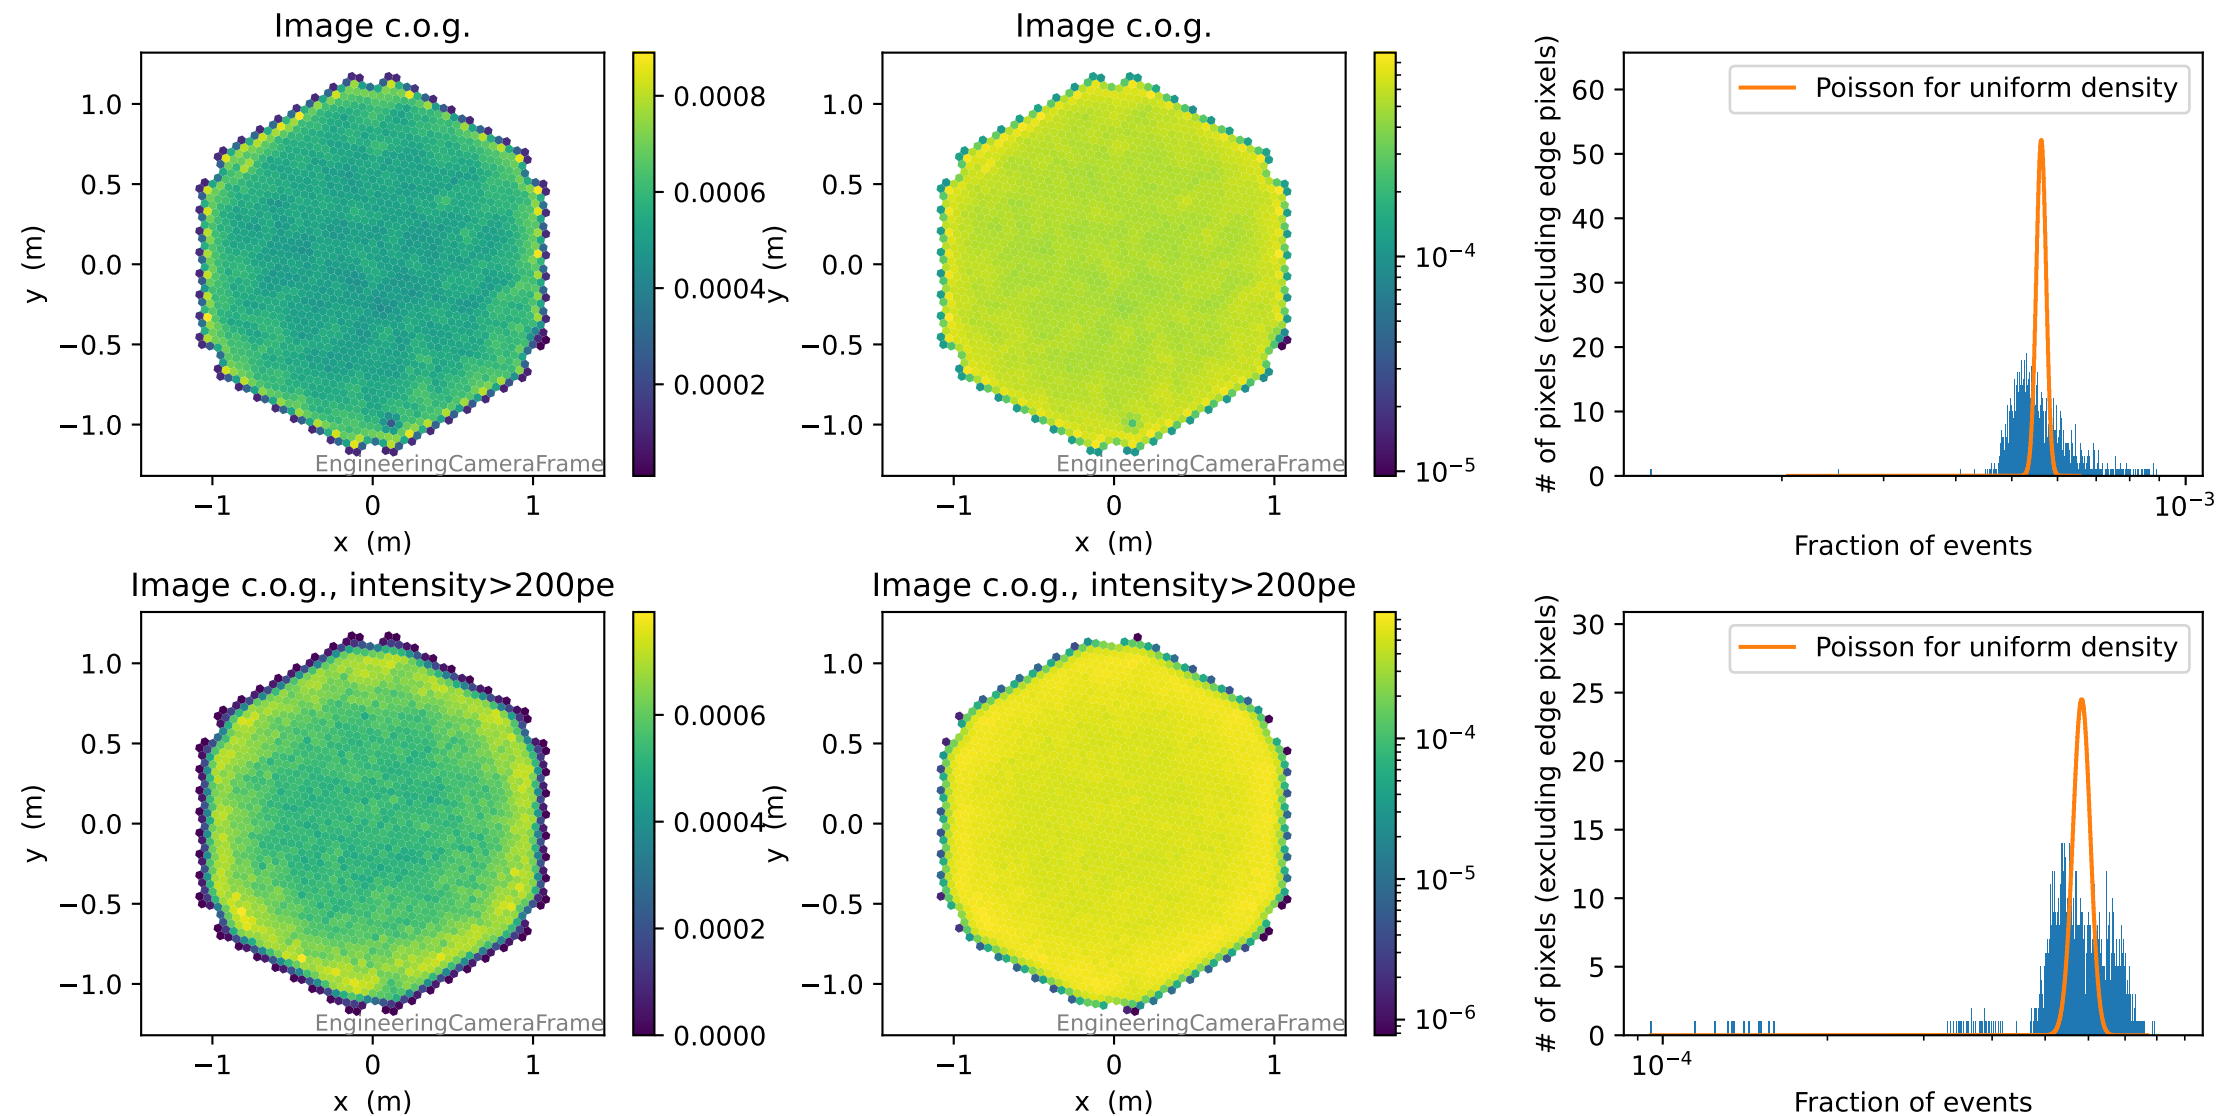 Image c.o.g.
1.0
0.5
0.0
−0.5
−1.0
y (m)
−1
0
1
x (m)
EngineeringCameraFrame
0.0008
0.0006
0.0004
0.0002
Image c.o.g.
1.0
0.5
0.0
−0.5
−1.0
y (m)
−1
0
1
x (m)
EngineeringCameraFrame
10⁻⁴
10⁻⁵
# of pixels (excluding edge pixels)
60
50
40
30
20
10
0
Poisson for uniform density
10⁻³
Fraction of events
Image c.o.g., intensity>200pe
1.0
0.5
0.0
−0.5
−1.0
y (m)
−1
0
1
x (m)
EngineeringCameraFrame
0.0006
0.0004
0.0002
0.0000
Image c.o.g., intensity>200pe
1.0
0.5
0.0
−0.5
−1.0
y (m)
−1
0
1
x (m)
EngineeringCameraFrame
10⁻⁴
10⁻⁵
10⁻⁶
# of pixels (excluding edge pixels)
30
25
20
15
10
5
0
Poisson for uniform density
10⁻⁴
Fraction of events